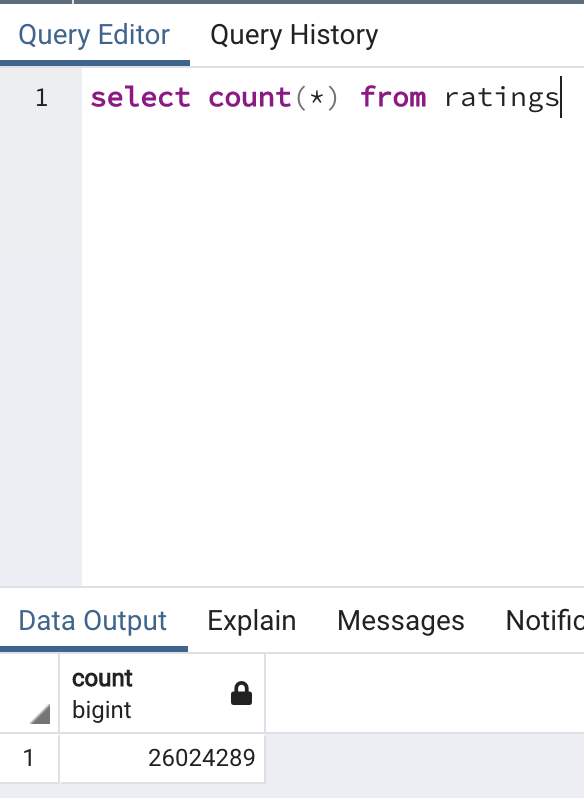 Query Editor Query History
1 select count(*) from ratings
Data Output Explain Messages Notific
count
bigint
1 26024289